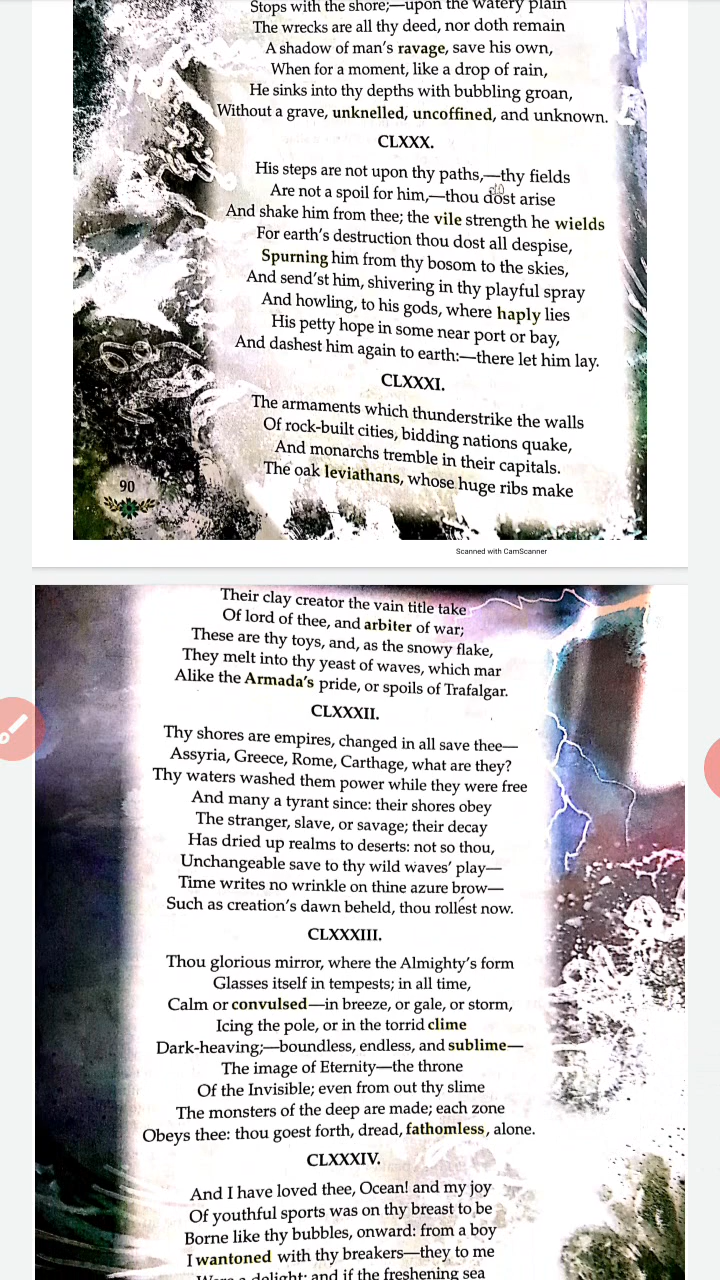 Stops with the shore;—upon the watery plain
The wrecks are all thy deed, nor doth remain
A shadow of man's ravage, save his own,
When for a moment, like a drop of rain,
He sinks into thy depths with bubbling groan,
Without a grave, unknelled, uncoffined, and unknown.
CLXXX.
His steps are not upon thy paths,—thy fields
Are not a spoil for him,—thou dost arise
And shake him from thee; the vile strength he wields
For earth's destruction thou dost all despise,
Spurning him from thy bosom to the skies,
And send'st him, shivering in thy playful spray
And howling, to his gods, where haply lies
His petty hope in some near port or bay,
And dashest him again to earth:—there let him lay.
CLXXXI.
The armaments which thunderstrike the walls
Of rock-built cities, bidding nations quake,
And monarchs tremble in their capitals.
The oak leviathans, whose huge ribs make
90
Scanned with CamScanner
Their clay creator the vain title take
Of lord of thee, and arbiter of war;
These are thy toys, and, as the snowy flake,
They melt into thy yeast of waves, which mar
Alike the Armada's pride, or spoils of Trafalgar.
CLXXXII.
Thy shores are empires, changed in all save thee—
Assyria, Greece, Rome, Carthage, what are they?
Thy waters washed them power while they were free
And many a tyrant since: their shores obey
The stranger, slave, or savage; their decay
Has dried up realms to deserts: not so thou,
Unchangeable save to thy wild waves' play—
Time writes no wrinkle on thine azure brow—
Such as creation's dawn beheld, thou rollest now.
CLXXXIII.
Thou glorious mirror, where the Almighty's form
Glasses itself in tempests; in all time,
Calm or convulsed—in breeze, or gale, or storm,
Icing the pole, or in the torrid clime
Dark-heaving;—boundless, endless, and sublime—
The image of Eternity—the throne
Of the Invisible; even from out thy slime
The monsters of the deep are made; each zone
Obeys thee: thou goest forth, dread, fathomless, alone.
CLXXXIV.
And I have loved thee, Ocean! and my joy
Of youthful sports was on thy breast to be
Borne like thy bubbles, onward: from a boy
I wantoned with thy breakers—they to me
Were a delight; and if the freshening sea